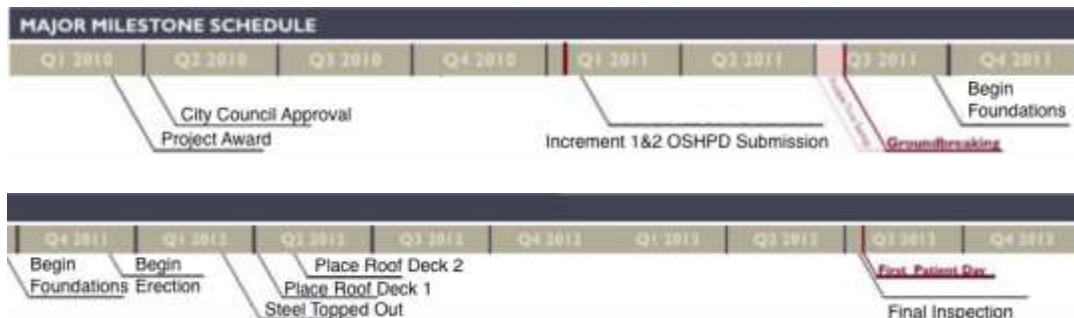 MAJOR MILESTONE SCHEDULE
Q1 2010 Q2 2010 Q3 2010 Q4 2010 Q1 2011 Q2 2011 Q3 2011 Q4 2011
City Council Approval
Project Award
Increment 1&2 OSHPD Submission
Groundbreaking
Begin
Foundations
Q4 2011 Q1 2012 Q2 2012 Q3 2012 Q4 2012 Q1 2013 Q2 2013 Q3 2013 Q4 2013
Begin
Foundations
Begin
Erection
Place Roof Deck 2
Place Roof Deck 1
Steel Topped Out
First Patient Day
Final Inspection